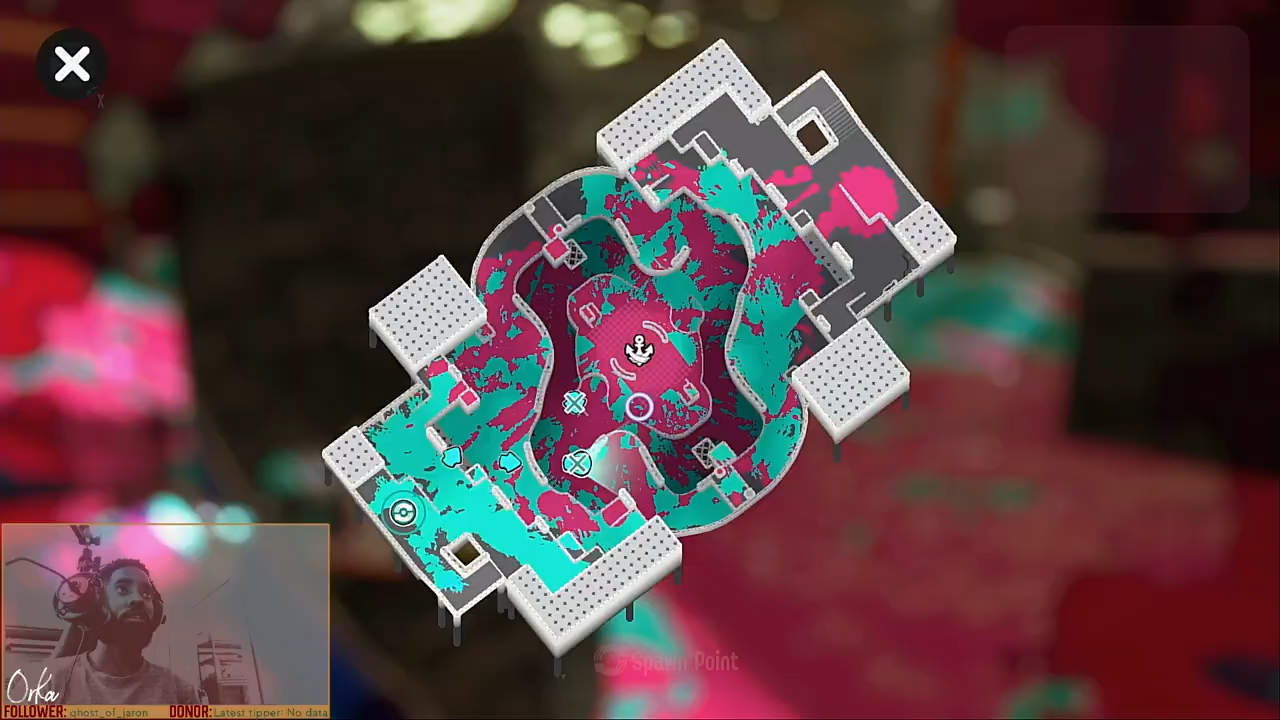 X
Spawn Point
Orka
FOLLOWER: ghost_of_jaron DONOR: Latest tipper: No data